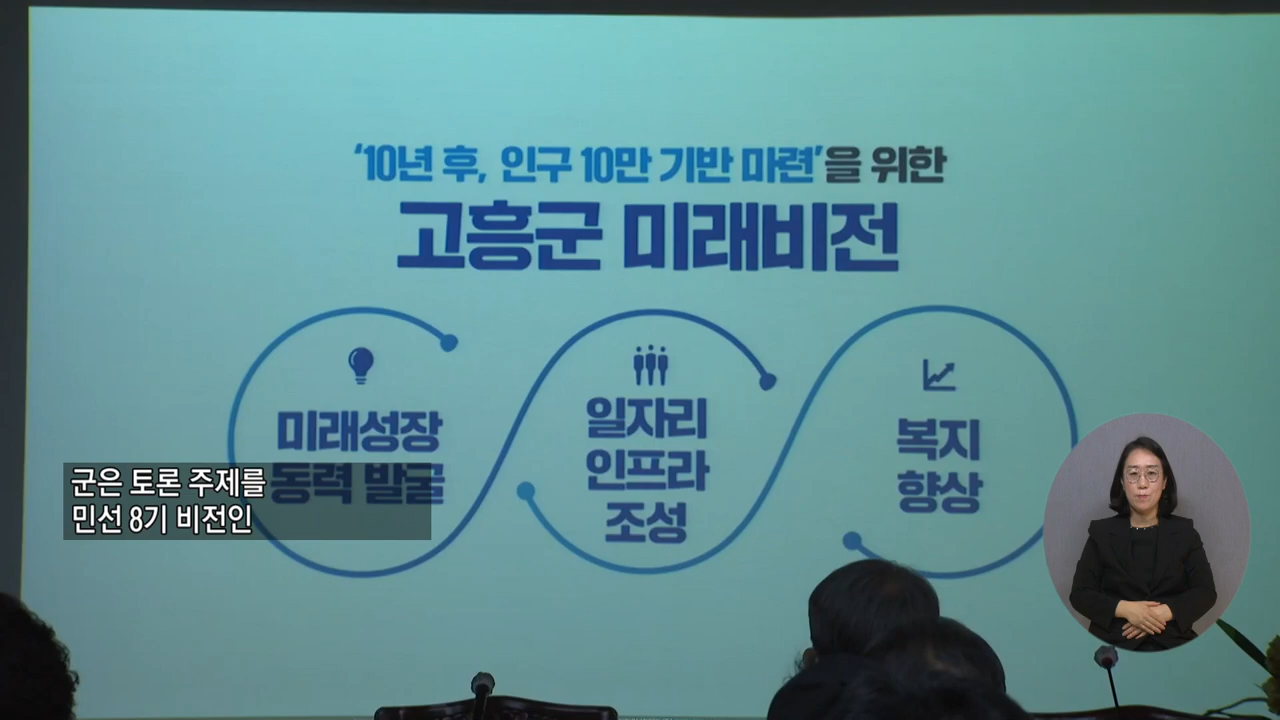 ‘10년 후, 인구 10만 기반 마련’을 위한
고흥군 미래비전
미래성장
동력 발굴
일자리
인프라
조성
복지
향상
군은 토론 주제를
민선 8기 비전인